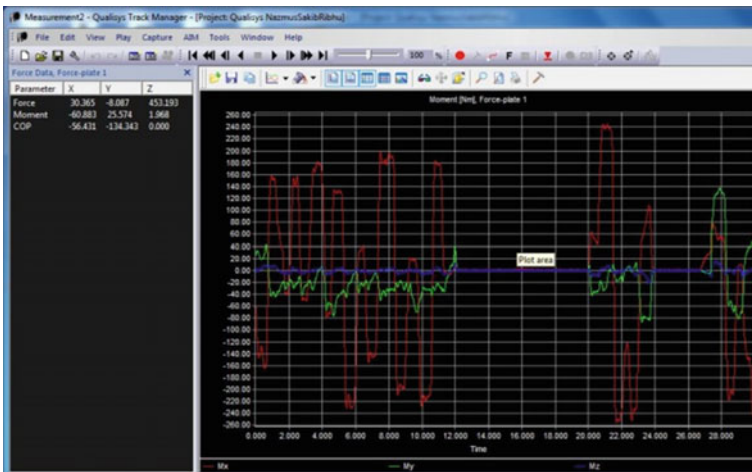 Measurement2 - Qualisys Track Manager - [Project: Qualisys NazmusSakibRibhu]
File Edit View Play Capture AIM Tools Window Help
100 %
F
Force Data, Force-plate 1
Parameter X Y Z
Force 30.365 -8.087 453.193
Moment -60.883 25.574 1.968
COP -56.431 -134.343 0.000
Moment [Nm], Force-plate 1
260.00
240.00
220.00
200.00
180.00
160.00
140.00
120.00
100.00
80.00
60.00
40.00
20.00
0.00
-20.00
-40.00
-60.00
-80.00
-100.00
-120.00
-140.00
-160.00
-180.00
-200.00
-220.00
-240.00
-260.00
Plot area
0.000 2.000 4.000 6.000 8.000 10.000 12.000 14.000 16.000 18.000 20.000 22.000 24.000 26.000 28.000
Time
Mx My Mz